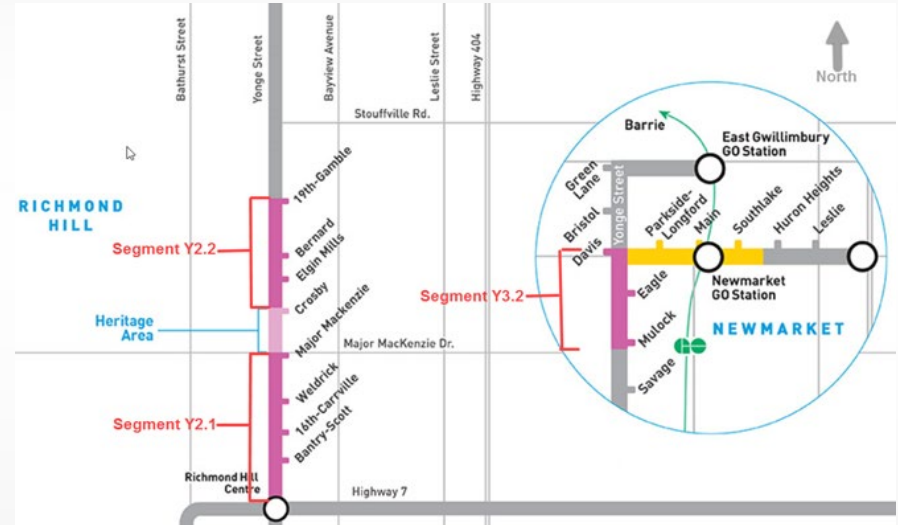 Bathurst Street
Yonge Street
Bayview Avenue
Leslie Street
Highway 404
North
Stouffville Rd.
RICHMOND
HILL
Segment Y2.2
19th-Gamble
Bernard
Elgin Mills
Crosby
Heritage
Area
Major Mackenzie
Major MacKenzie Dr.
Weldrick
Segment Y2.1
16th-Carrville
Bantry-Scott
Richmond Hill
Centre
Highway 7
Barrie
East Gwillimbury
GO Station
Green
Lane
Yonge Street
Bristol
Davis
Parkside-
Longford
Main
Southlake
Huron Heights
Leslie
Newmarket
GO Station
Segment Y3.2
Eagle
NEWMARKET
Mulock
Savage